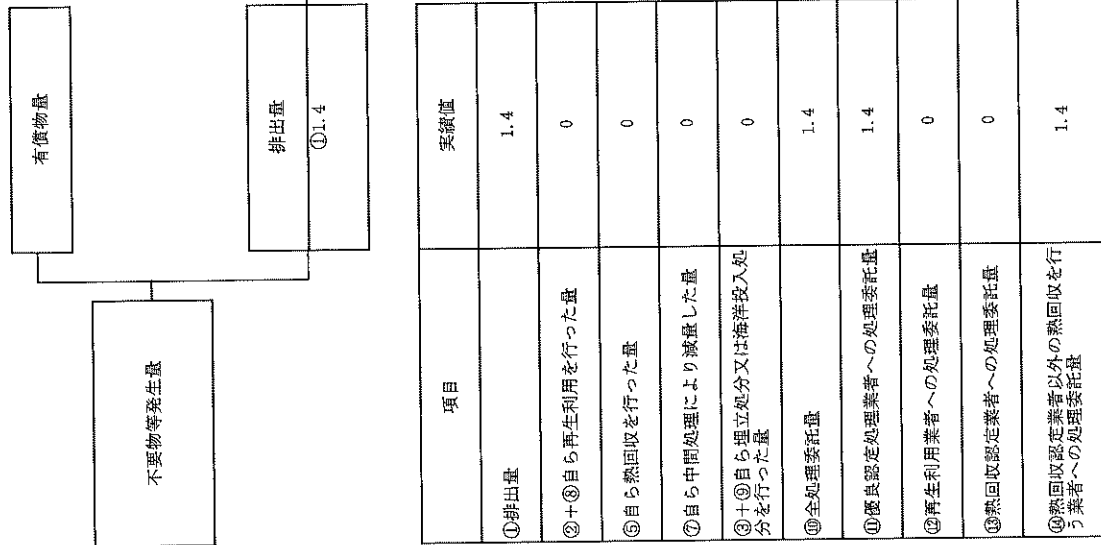 有償物量
不要物等発生量
排出量
①1.4
項目
実績値
①排出量
1.4
②+⑧自ら再生利用を行った量
0
⑤自ら熱回収を行った量
0
⑦自ら中間処理により減量した量
0
③+⑨自ら埋立処分又は海洋投入処
分を行った量
0
⑩全処理委託量
1.4
⑪優良認定処理業者への処理委託量
1.4
⑫再生利用業者への処理委託量
0
⑬熱回収認定業者への処理委託量
0
⑭熱回収認定業者以外の熱回収を行
う業者への処理委託量
1.4